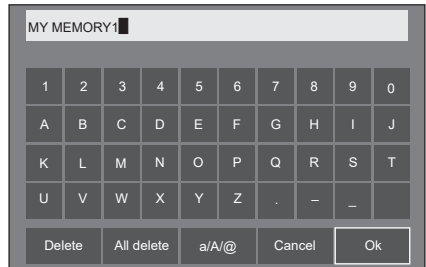 MY MEMORY1
1 2 3 4 5 6 7 8 9 0
A B C D E F G H I J
K L M N O P Q R S T
U V W X Y Z . – _
Delete All delete a/A/@ Cancel Ok